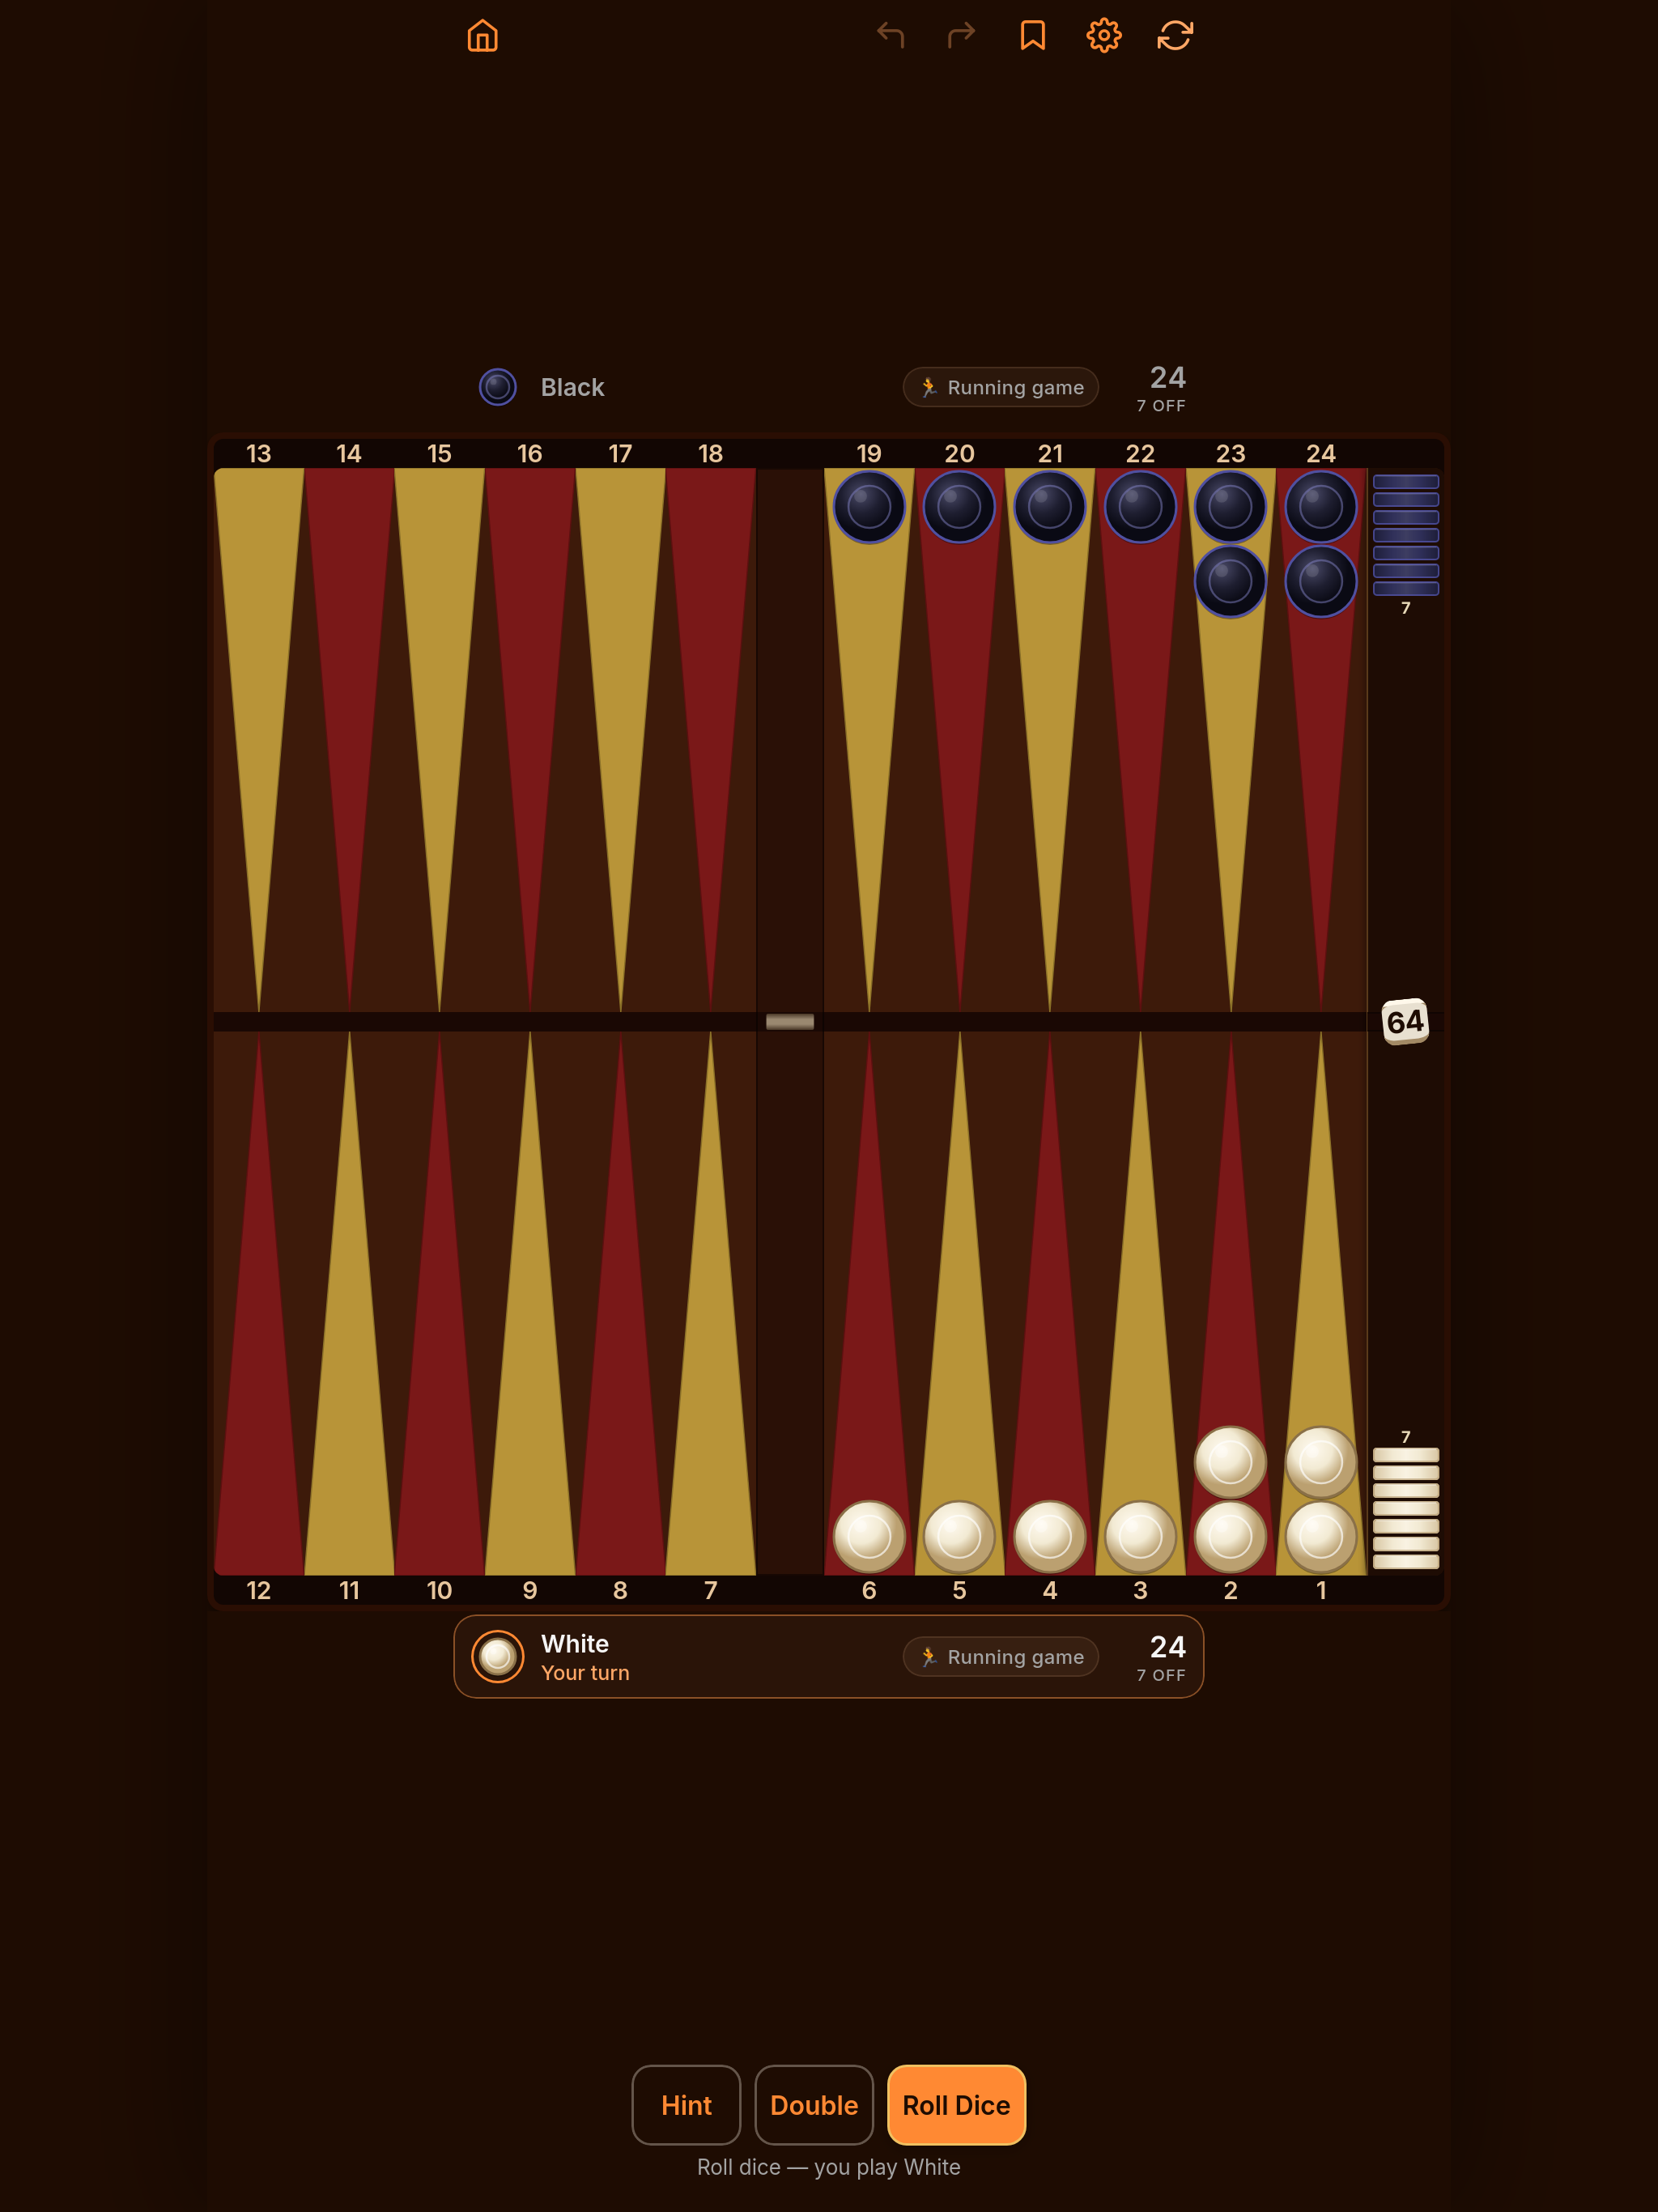 Black
🏃 Running game
24
7 OFF
13 14 15 16 17 18 19 20 21 22 23 24
7
64
7
12 11 10 9 8 7 6 5 4 3 2 1
White
Your turn
🏃 Running game
24
7 OFF
Hint Double Roll Dice
Roll dice — you play White